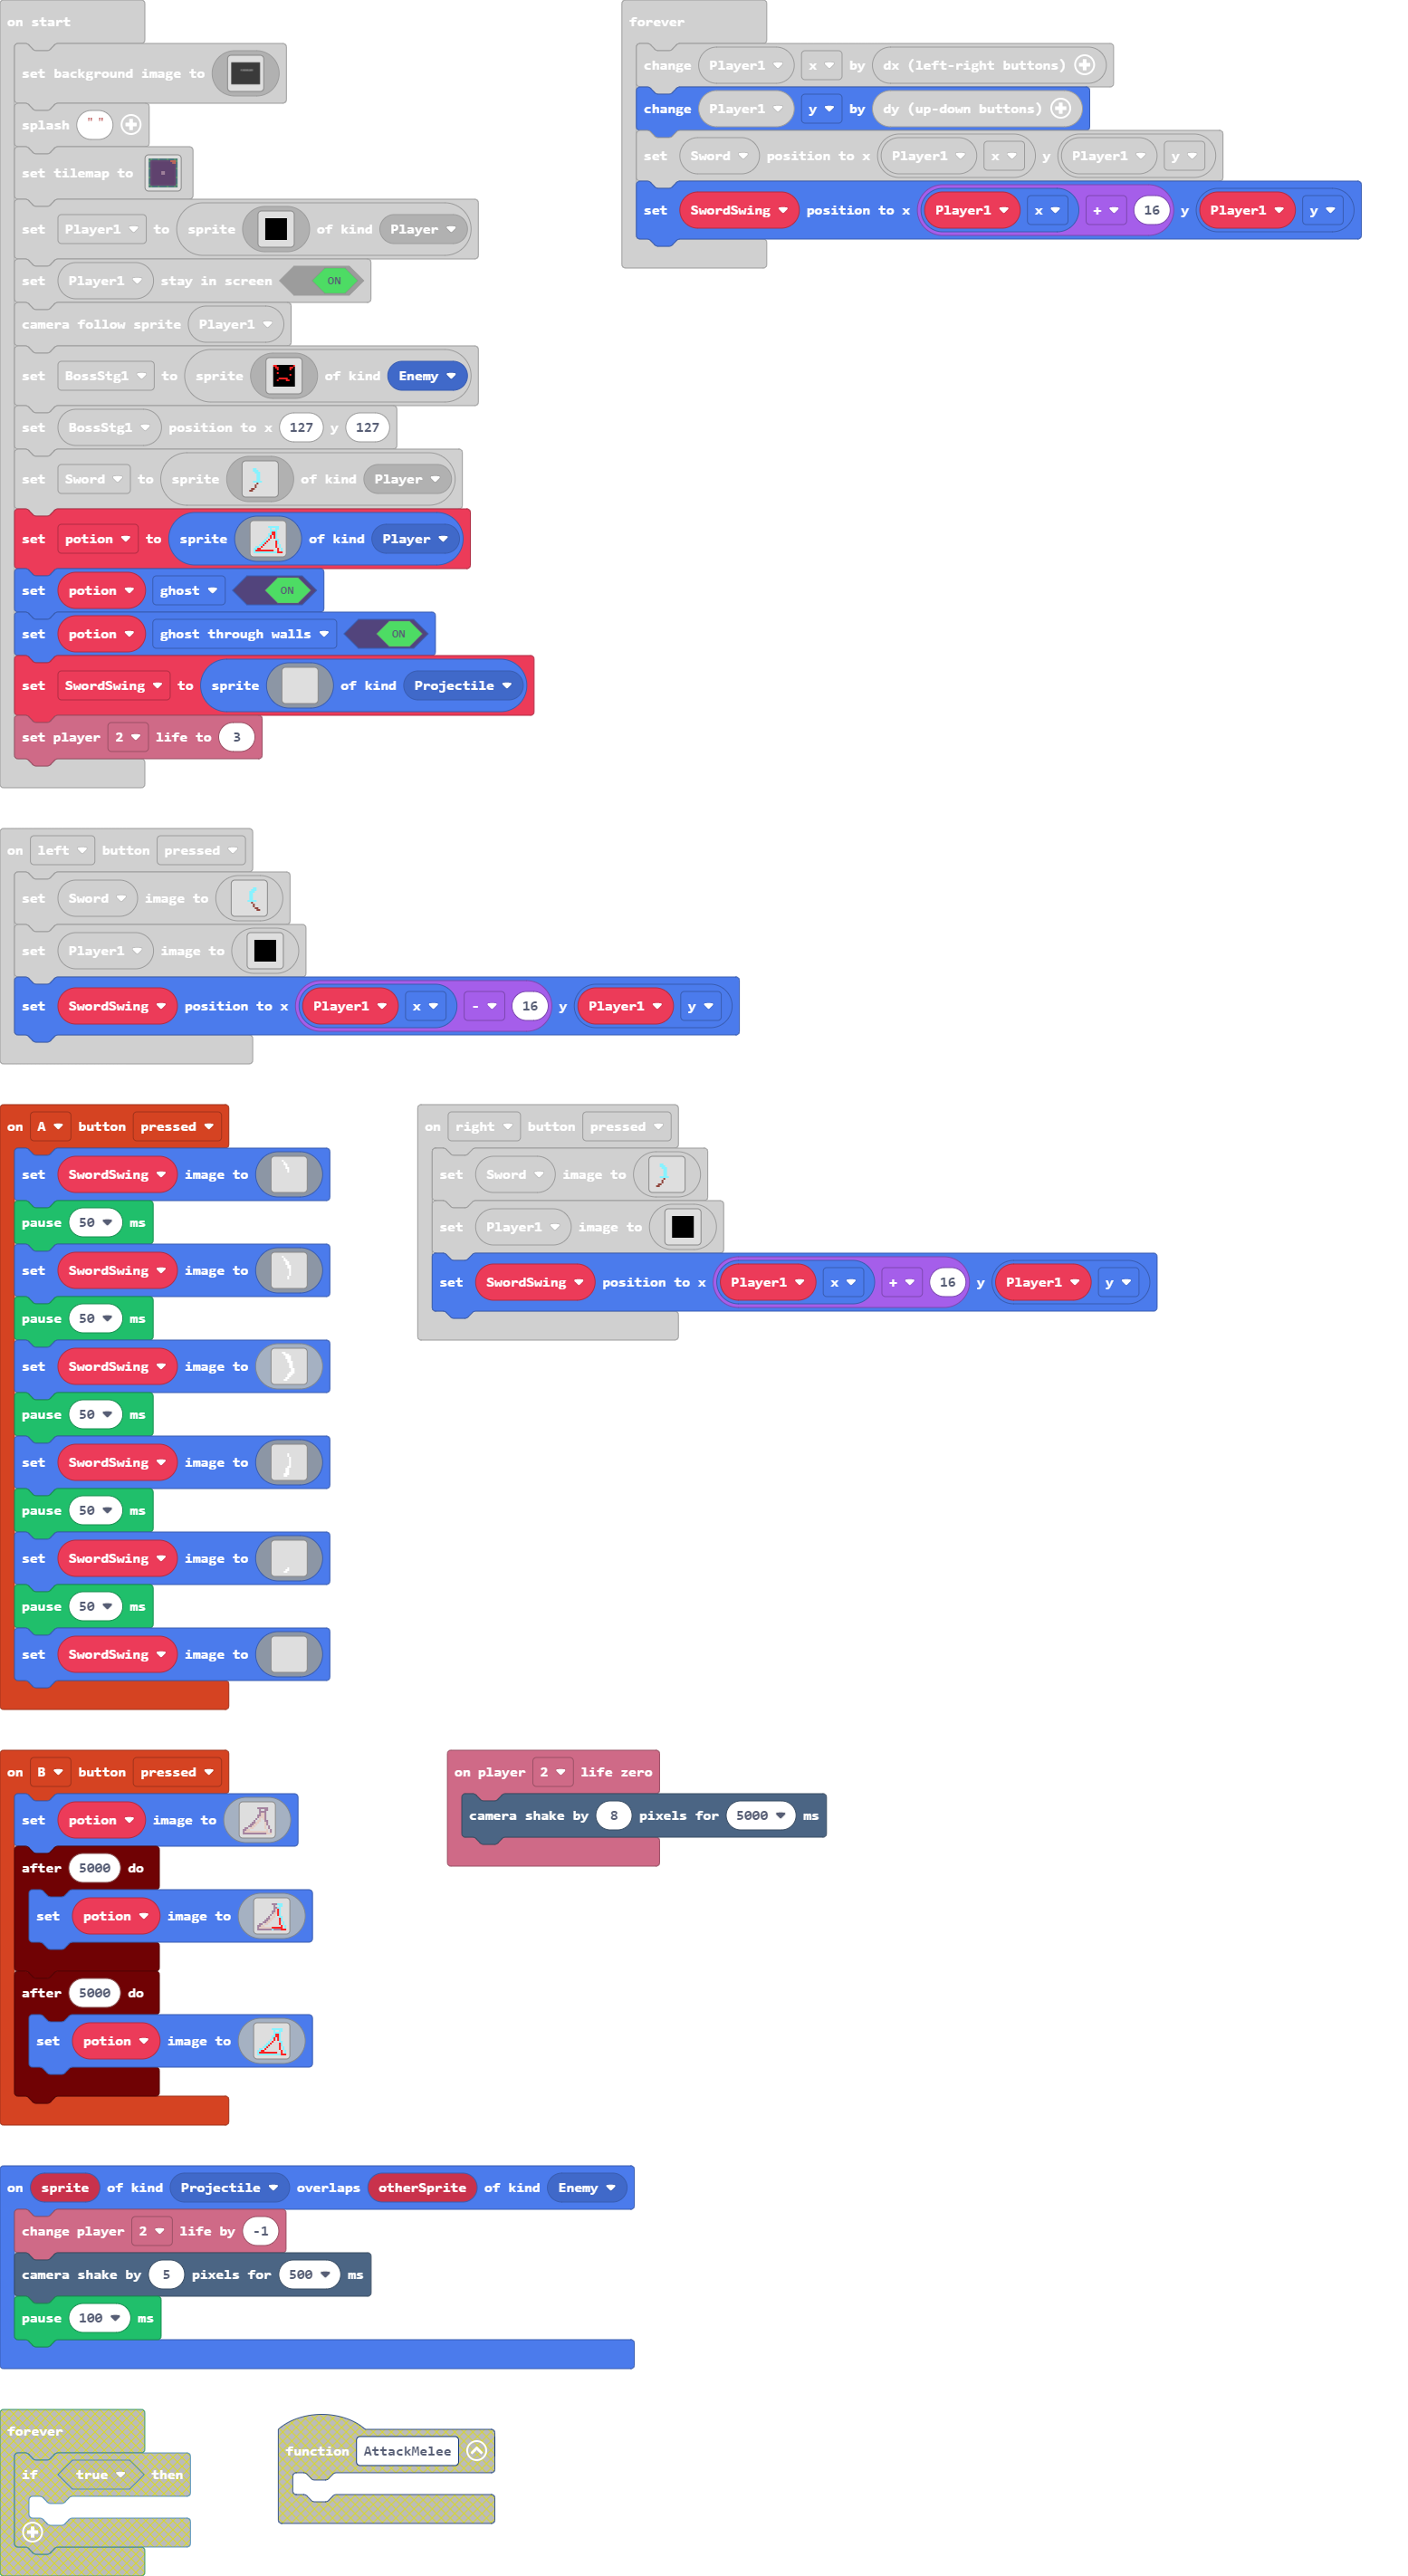 on start
set background image to
splash " "
set tilemap to
set Player1 to sprite of kind Player
set Player1 stay in screen ON
camera follow sprite Player1
set BossStg1 to sprite of kind Enemy
set BossStg1 position to x 127 y 127
set Sword to sprite of kind Player
set potion to sprite of kind Player
set potion ghost ON
set potion ghost through walls ON
set SwordSwing to sprite of kind Projectile
set player 2 life to 3
forever
change Player1 x by dx (left-right buttons)
change Player1 y by dy (up-down buttons)
set Sword position to x Player1 x y Player1 y
set SwordSwing position to x Player1 x + 16 y Player1 y
on left button pressed
set Sword image to
set Player1 image to
set SwordSwing position to x Player1 x - 16 y Player1 y
on A button pressed
set SwordSwing image to
pause 50 ms
set SwordSwing image to
pause 50 ms
set SwordSwing image to
pause 50 ms
set SwordSwing image to
pause 50 ms
set SwordSwing image to
pause 50 ms
set SwordSwing image to
on right button pressed
set Sword image to
set Player1 image to
set SwordSwing position to x Player1 x + 16 y Player1 y
on B button pressed
set potion image to
after 5000 do
set potion image to
after 5000 do
set potion image to
on player 2 life zero
camera shake by 8 pixels for 5000 ms
on sprite of kind Projectile overlaps otherSprite of kind Enemy
change player 2 life by -1
camera shake by 5 pixels for 500 ms
pause 100 ms
forever
if true then
function AttackMelee